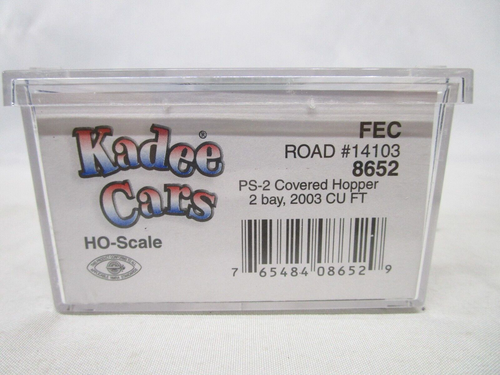 Kadee®
Cars
HO-Scale
FEC
ROAD #14103
8652
PS-2 Covered Hopper
2 bay, 2003 CU FT
7 65484 08652 9